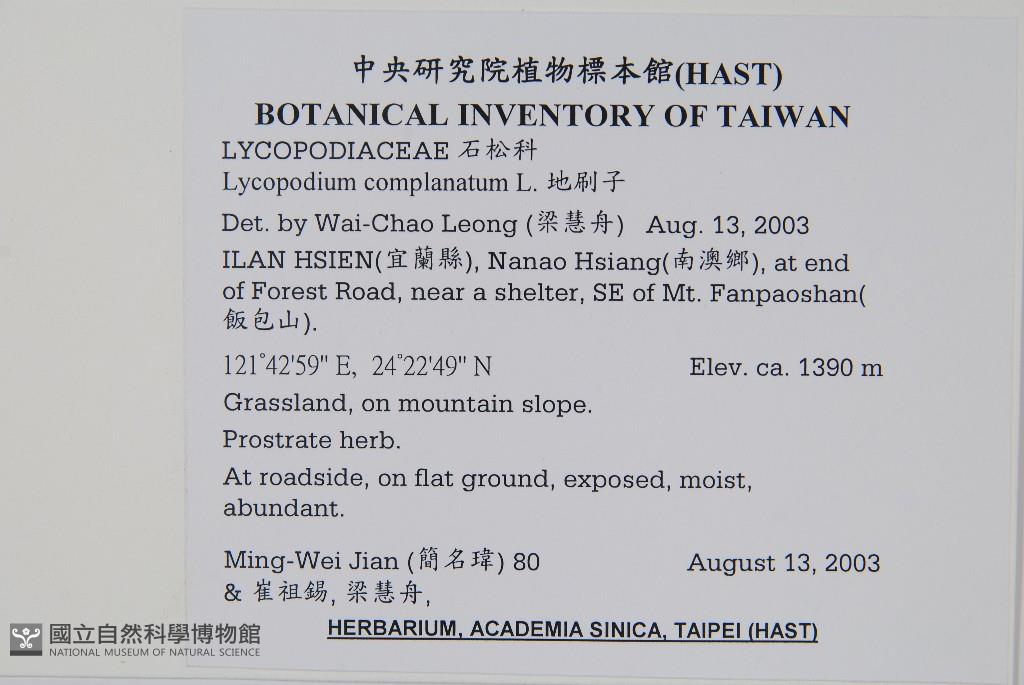 中央研究院植物標本館(HAST)
BOTANICAL INVENTORY OF TAIWAN
LYCOPODIACEAE 石松科
Lycopodium complanatum L. 地刷子
Det. by Wai-Chao Leong (梁慧舟) Aug. 13, 2003
ILAN HSIEN(宜蘭縣), Nanao Hsiang(南澳鄉), at end
of Forest Road, near a shelter, SE of Mt. Fanpaoshan(
飯包山).
121°42'59" E, 24°22'49" N Elev. ca. 1390 m
Grassland, on mountain slope.
Prostrate herb.
At roadside, on flat ground, exposed, moist,
abundant.
Ming-Wei Jian (簡名瑋) 80 August 13, 2003
& 崔祖錫, 梁慧舟,
HERBARIUM, ACADEMIA SINICA, TAIPEI (HAST)
國立自然科學博物館
NATIONAL MUSEUM OF NATURAL SCIENCE